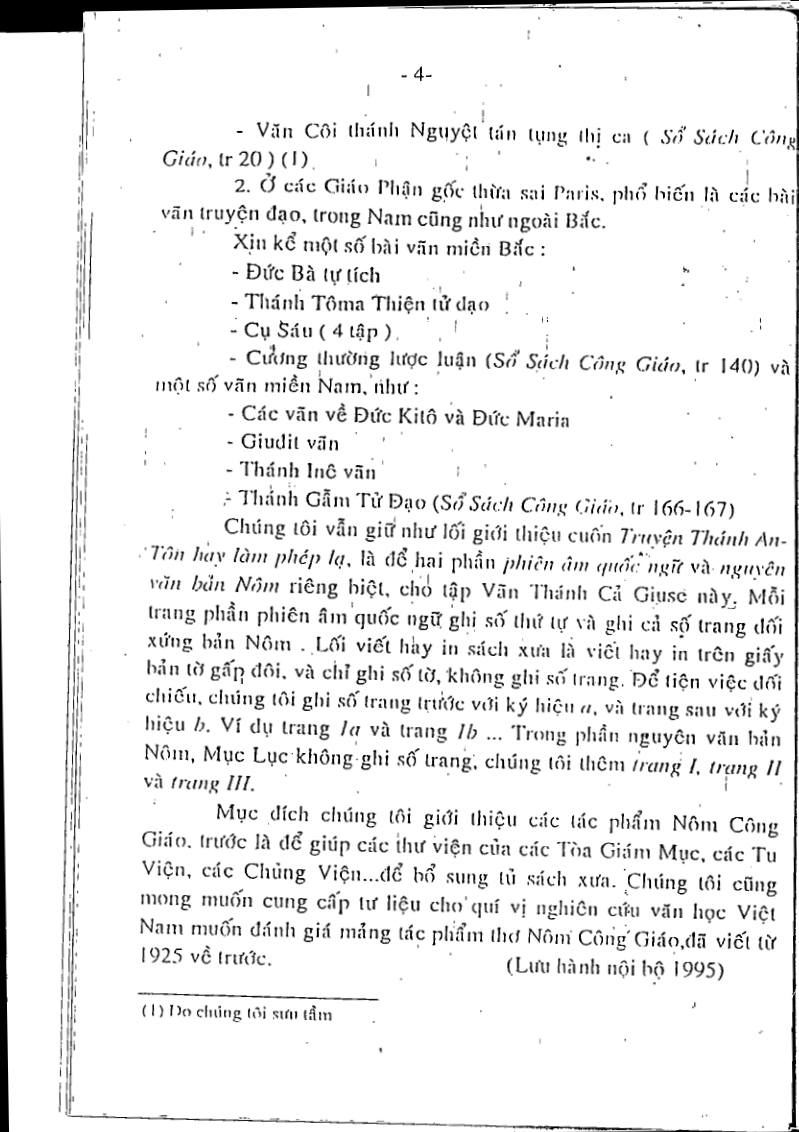 - 4-
- Văn Côi thánh Nguyệt tán tụng thị ca ( Sổ Sách Công
Giáo, tr 20 ) (1)
2. Ở các Giáo Phận gốc thừa sai Paris, phổ biến là các bài
văn truyện đạo, trong Nam cũng như ngoài Bắc.
Xin kể một số bài văn miền Bắc :
- Đức Bà tự tích
- Thánh Tôma Thiện tử đạo
- Cụ Sáu ( 4 tập )
- Cương thường lược luận (Sổ Sách Công Giáo, tr 140) và
một số văn miền Nam, như :
- Các văn về Đức Kitô và Đức Maria
- Giudit văn
- Thánh Inê văn
- Thánh Gẫm Tử Đạo (Sổ Sách Công Giáo, tr 166-167)
Chúng tôi vẫn giữ như lối giới thiệu cuốn Truyện Thánh An-
Tôn hay làm phép lạ, là để hai phần phiên âm quốc ngữ và nguyên
văn bản Nôm riêng biệt, cho tập Văn Thánh Cả Giuse này. Mỗi
trang phần phiên âm quốc ngữ ghi số thứ tự và ghi cả số trang đối
xứng bản Nôm . Lối viết hay in sách xưa là viết hay in trên giấy
bản tờ gấp đôi, và chỉ ghi số tờ, không ghi số trang. Để tiện việc đối
chiếu, chúng tôi ghi số trang trước với ký hiệu a, và trang sau với ký
hiệu b. Ví dụ trang 1a và trang 1b ... Trong phần nguyên văn bản
Nôm, Mục Lục không ghi số trang, chúng tôi thêm trang I, trang II
và trang III.
Mục đích chúng tôi giới thiệu các tác phẩm Nôm Công
Giáo, trước là để giúp các thư viện của các Tòa Giám Mục, các Tu
Viện, các Chủng Viện...để bổ sung tủ sách xưa. Chúng tôi cũng
mong muốn cung cấp tư liệu cho quí vị nghiên cứu văn học Việt
Nam muốn đánh giá mảng tác phẩm thơ Nôm Công Giáo,đã viết từ
1925 về trước.                    (Lưu hành nội bộ 1995)
(1) Do chúng tôi sưu tầm